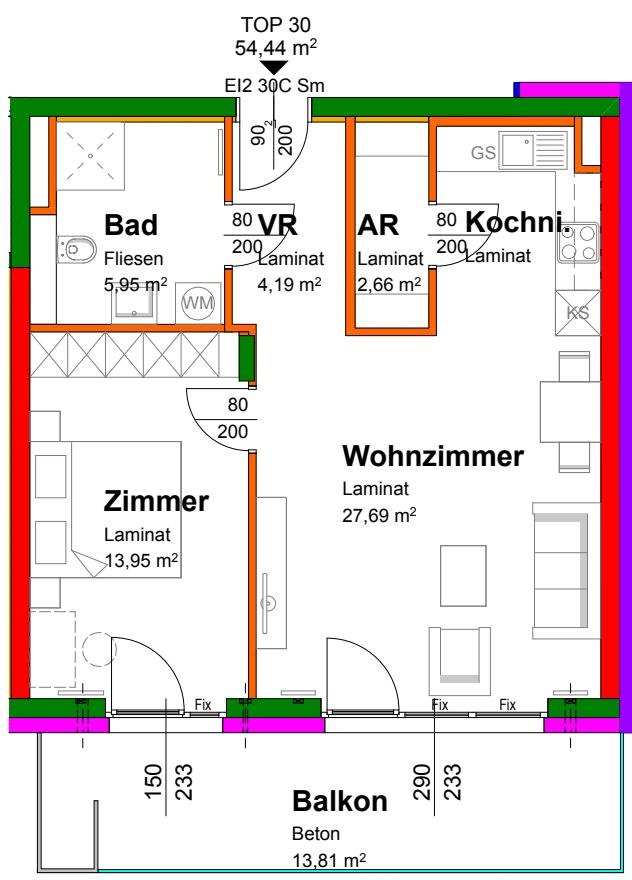 TOP 30
54,44 m²
EI2 30C Sm
90₂
200
GS
Bad
Fliesen
5,95 m²
80
200
VR
Laminat
4,19 m²
AR
Laminat
2,66 m²
80
200
Kochni.
Laminat
WM
KS
80
200
Wohnzimmer
Laminat
27,69 m²
Zimmer
Laminat
13,95 m²
Fix
Fix
Fix
150
233
290
233
Balkon
Beton
13,81 m²